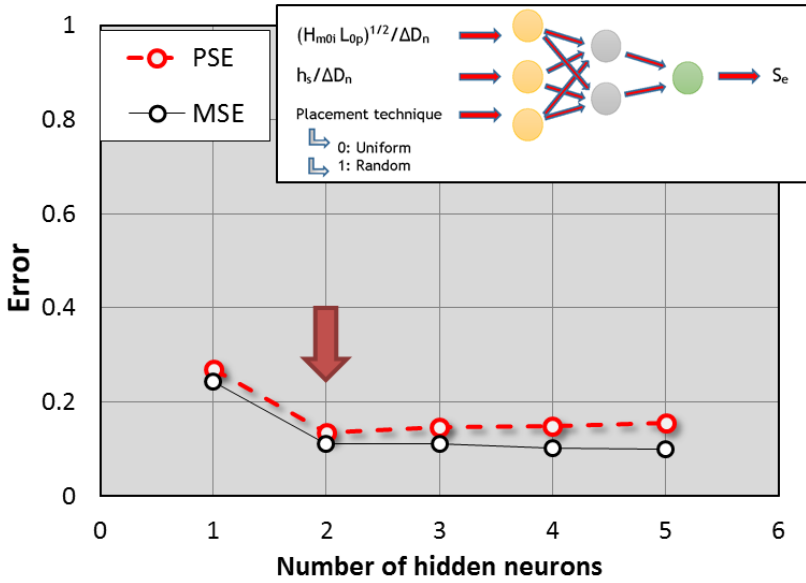 1
PSE
MSE
(Hm0i L0p)1/2/ΔDn
hs/ΔDn
Placement technique
0: Uniform
1: Random
Se
0.8
0.6
0.4
0.2
0
Error
0 1 2 3 4 5 6
Number of hidden neurons